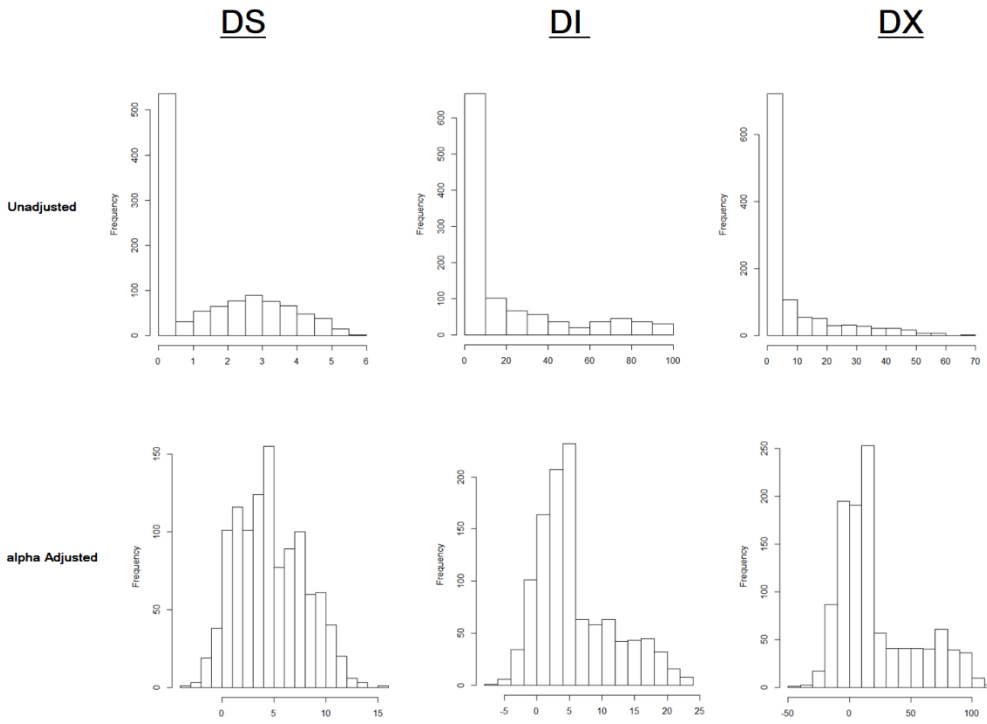 DS DI DX
Unadjusted
Frequency
0 100 200 300 400 500
0 1 2 3 4 5 6
Frequency
0 100 200 300 400 500 600
0 20 40 60 80 100
Frequency
0 200 400 600
0 10 20 30 40 50 60 70
alpha Adjusted
Frequency
0 50 100 150
0 5 10 15
Frequency
0 50 100 150 200
-5 0 5 10 15 20 25
Frequency
0 50 100 150 200 250
-50 0 50 100